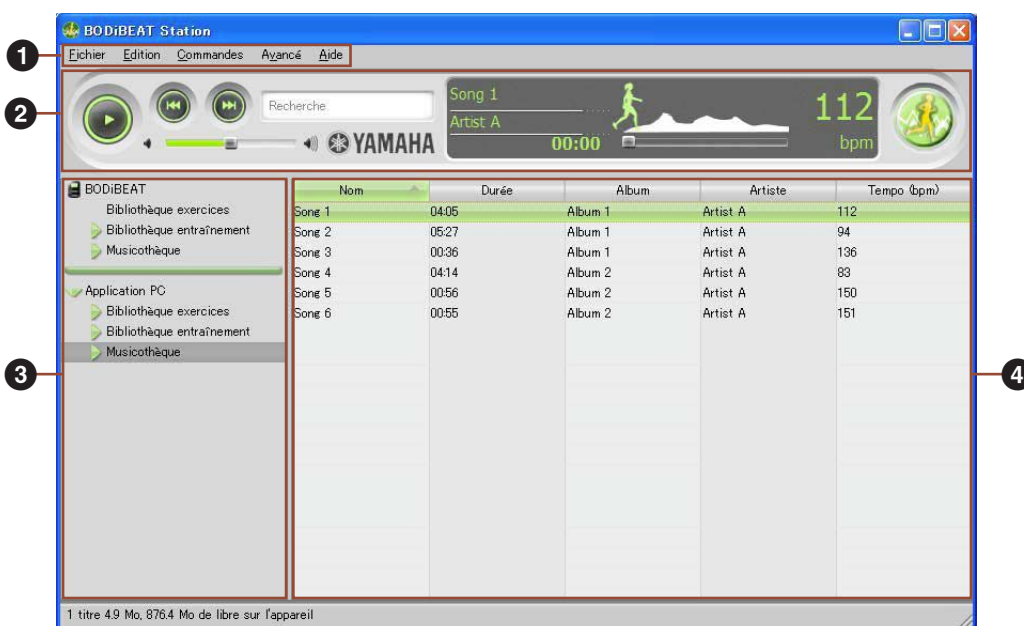 BODiBEAT Station
1
Fichier Edition Commandes Avancé Aide
2
Recherche
YAMAHA
Song 1
Artist A
00:00
112
bpm
3
BODiBEAT
Bibliothèque exercices
Bibliothèque entraînement
Musicothèque
Application PC
Bibliothèque exercices
Bibliothèque entraînement
Musicothèque
4
Nom Durée Album Artiste Tempo (bpm)
Song 1 04:05 Album 1 Artist A 112
Song 2 05:27 Album 1 Artist A 94
Song 3 00:36 Album 1 Artist A 136
Song 4 04:14 Album 2 Artist A 83
Song 5 00:56 Album 2 Artist A 150
Song 6 00:55 Album 2 Artist A 151
1 titre 4.9 Mo, 876.4 Mo de libre sur l'appareil